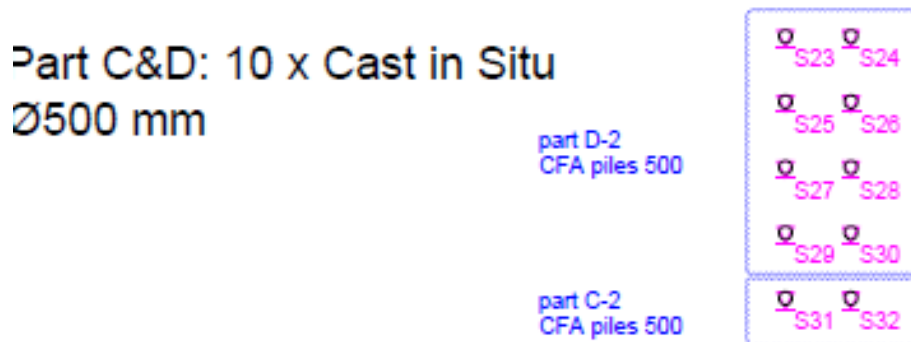 Part C&D: 10 x Cast in Situ
Ø500 mm
part D-2
CFA piles 500
S23 S24
S25 S26
S27 S28
S29 S30
part C-2
CFA piles 500
S31 S32